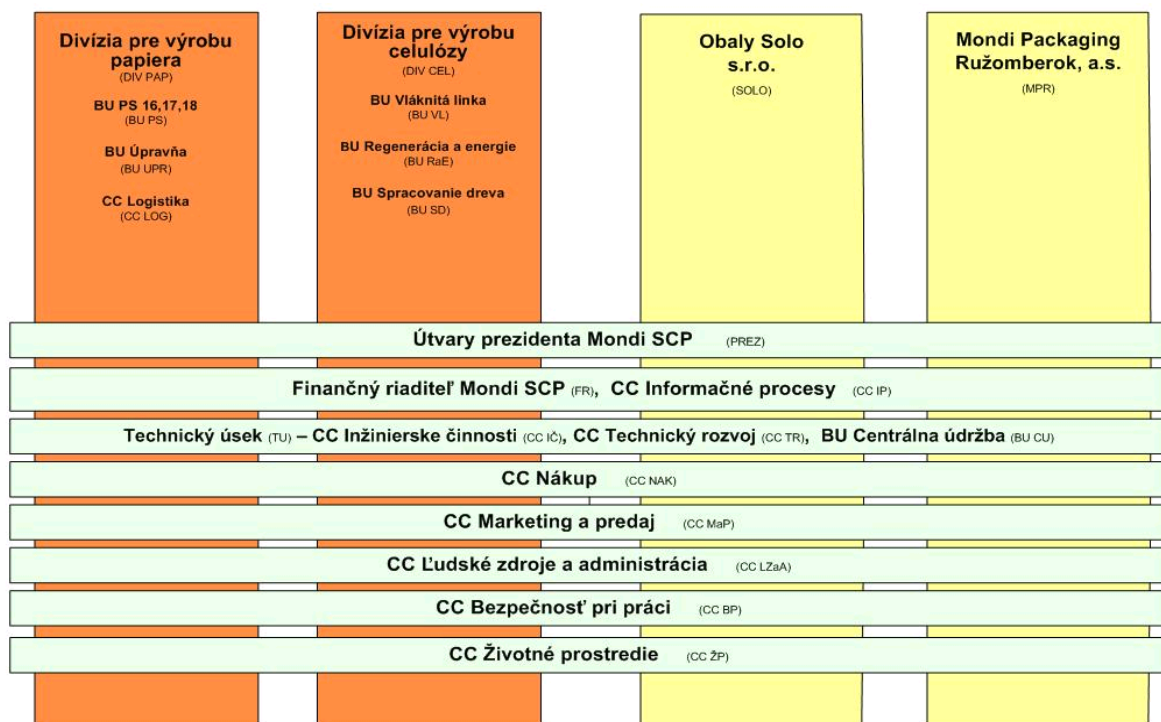 Divízia pre výrobu
papiera
(DIV PAP)
BU PS 16,17,18
(BU PS)
BU Úpravňa
(BU UPR)
CC Logistika
(CC LOG)
Divízia pre výrobu
celulózy
(DIV CEL)
BU Vláknitá linka
(BU VL)
BU Regenerácia a energie
(BU RaE)
BU Spracovanie dreva
(BU SD)
Obaly Solo
s.r.o.
(SOLO)
Mondi Packaging
Ružomberok, a.s.
(MPR)
Útvary prezidenta Mondi SCP (PREZ)
Finančný riaditeľ Mondi SCP (FR), CC Informačné procesy (CC IP)
Technický úsek (TU) – CC Inžinierske činnosti (CC IČ), CC Technický rozvoj (CC TR), BU Centrálna údržba (BU CU)
CC Nákup (CC NAK)
CC Marketing a predaj (CC MaP)
CC Ľudské zdroje a administrácia (CC LZaA)
CC Bezpečnosť pri práci (CC BP)
CC Životné prostredie (CC ŽP)